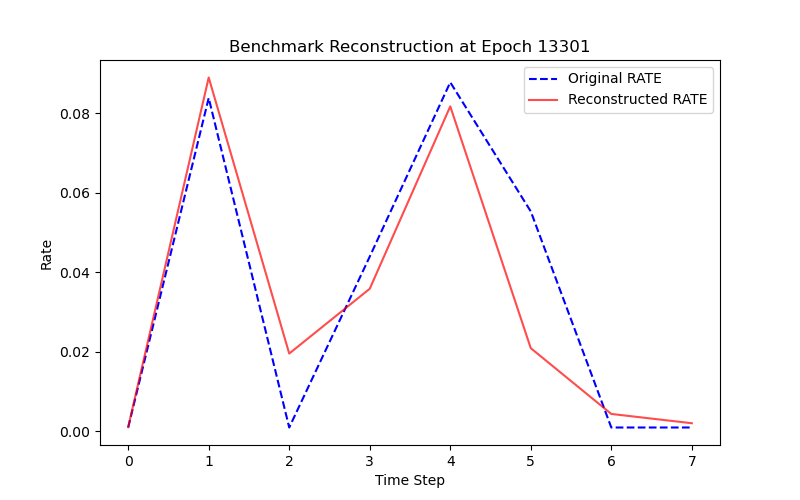 Benchmark Reconstruction at Epoch 13301
Original RATE
Reconstructed RATE
0.08
0.06
0.04
0.02
0.00
Rate
0 1 2 3 4 5 6 7
Time Step